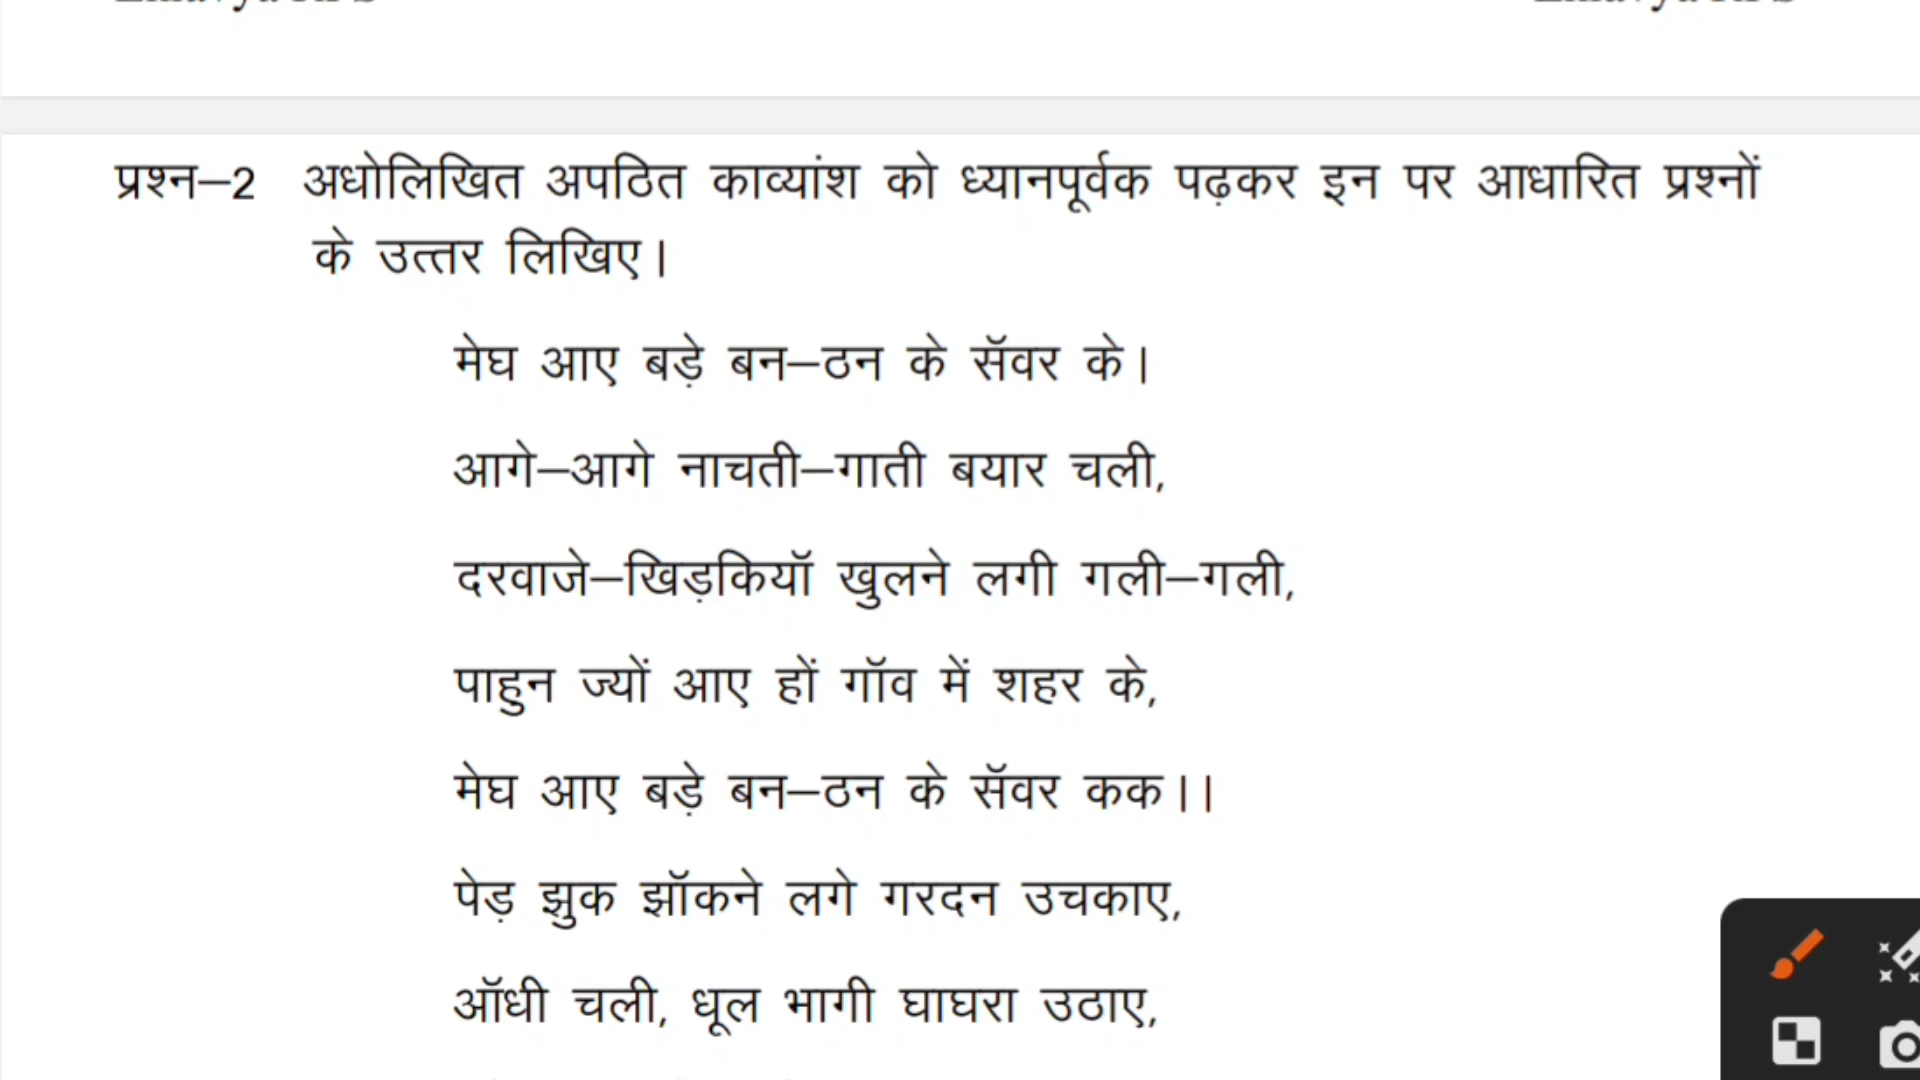 प्रश्न–2 अधोलिखित अपठित काव्यांश को ध्यानपूर्वक पढ़कर इन पर आधारित प्रश्नों
के उत्तर लिखिए।
मेघ आए बड़े बन–ठन के सॅवर के।
आगे–आगे नाचती–गाती बयार चली,
दरवाजे–खिड़कियॉ खुलने लगी गली–गली,
पाहुन ज्यों आए हों गॉव में शहर के,
मेघ आए बड़े बन–ठन के सॅवर कक।।
पेड़ झुक झॉकने लगे गरदन उचकाए,
ऑधी चली, धूल भागी घाघरा उठाए,